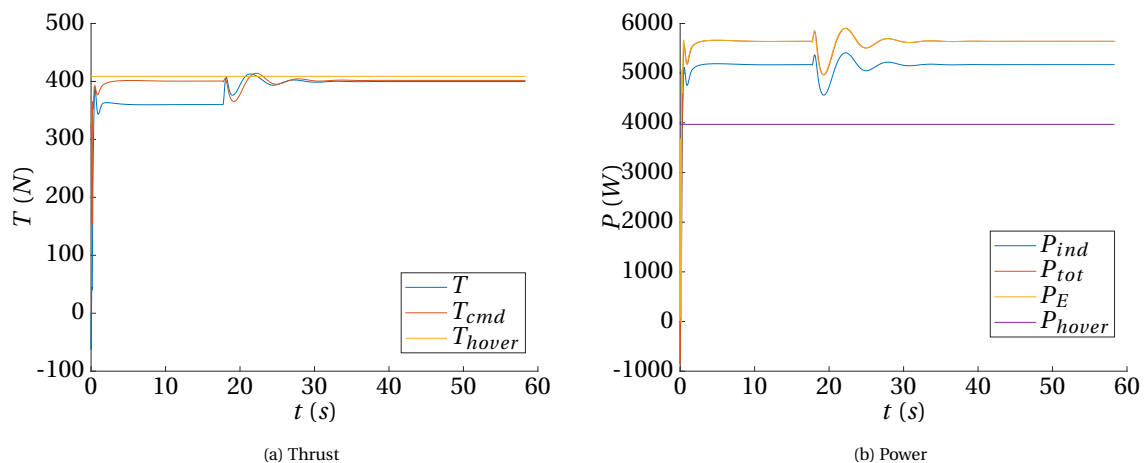 500
400
300
200
100
0
-100
T (N)
0 10 20 30 40 50 60
t (s)
T
T_cmd
T_hover
(a) Thrust
6000
5000
4000
3000
2000
1000
0
-1000
P (W)
0 10 20 30 40 50 60
t (s)
P_ind
P_tot
P_E
P_hover
(b) Power